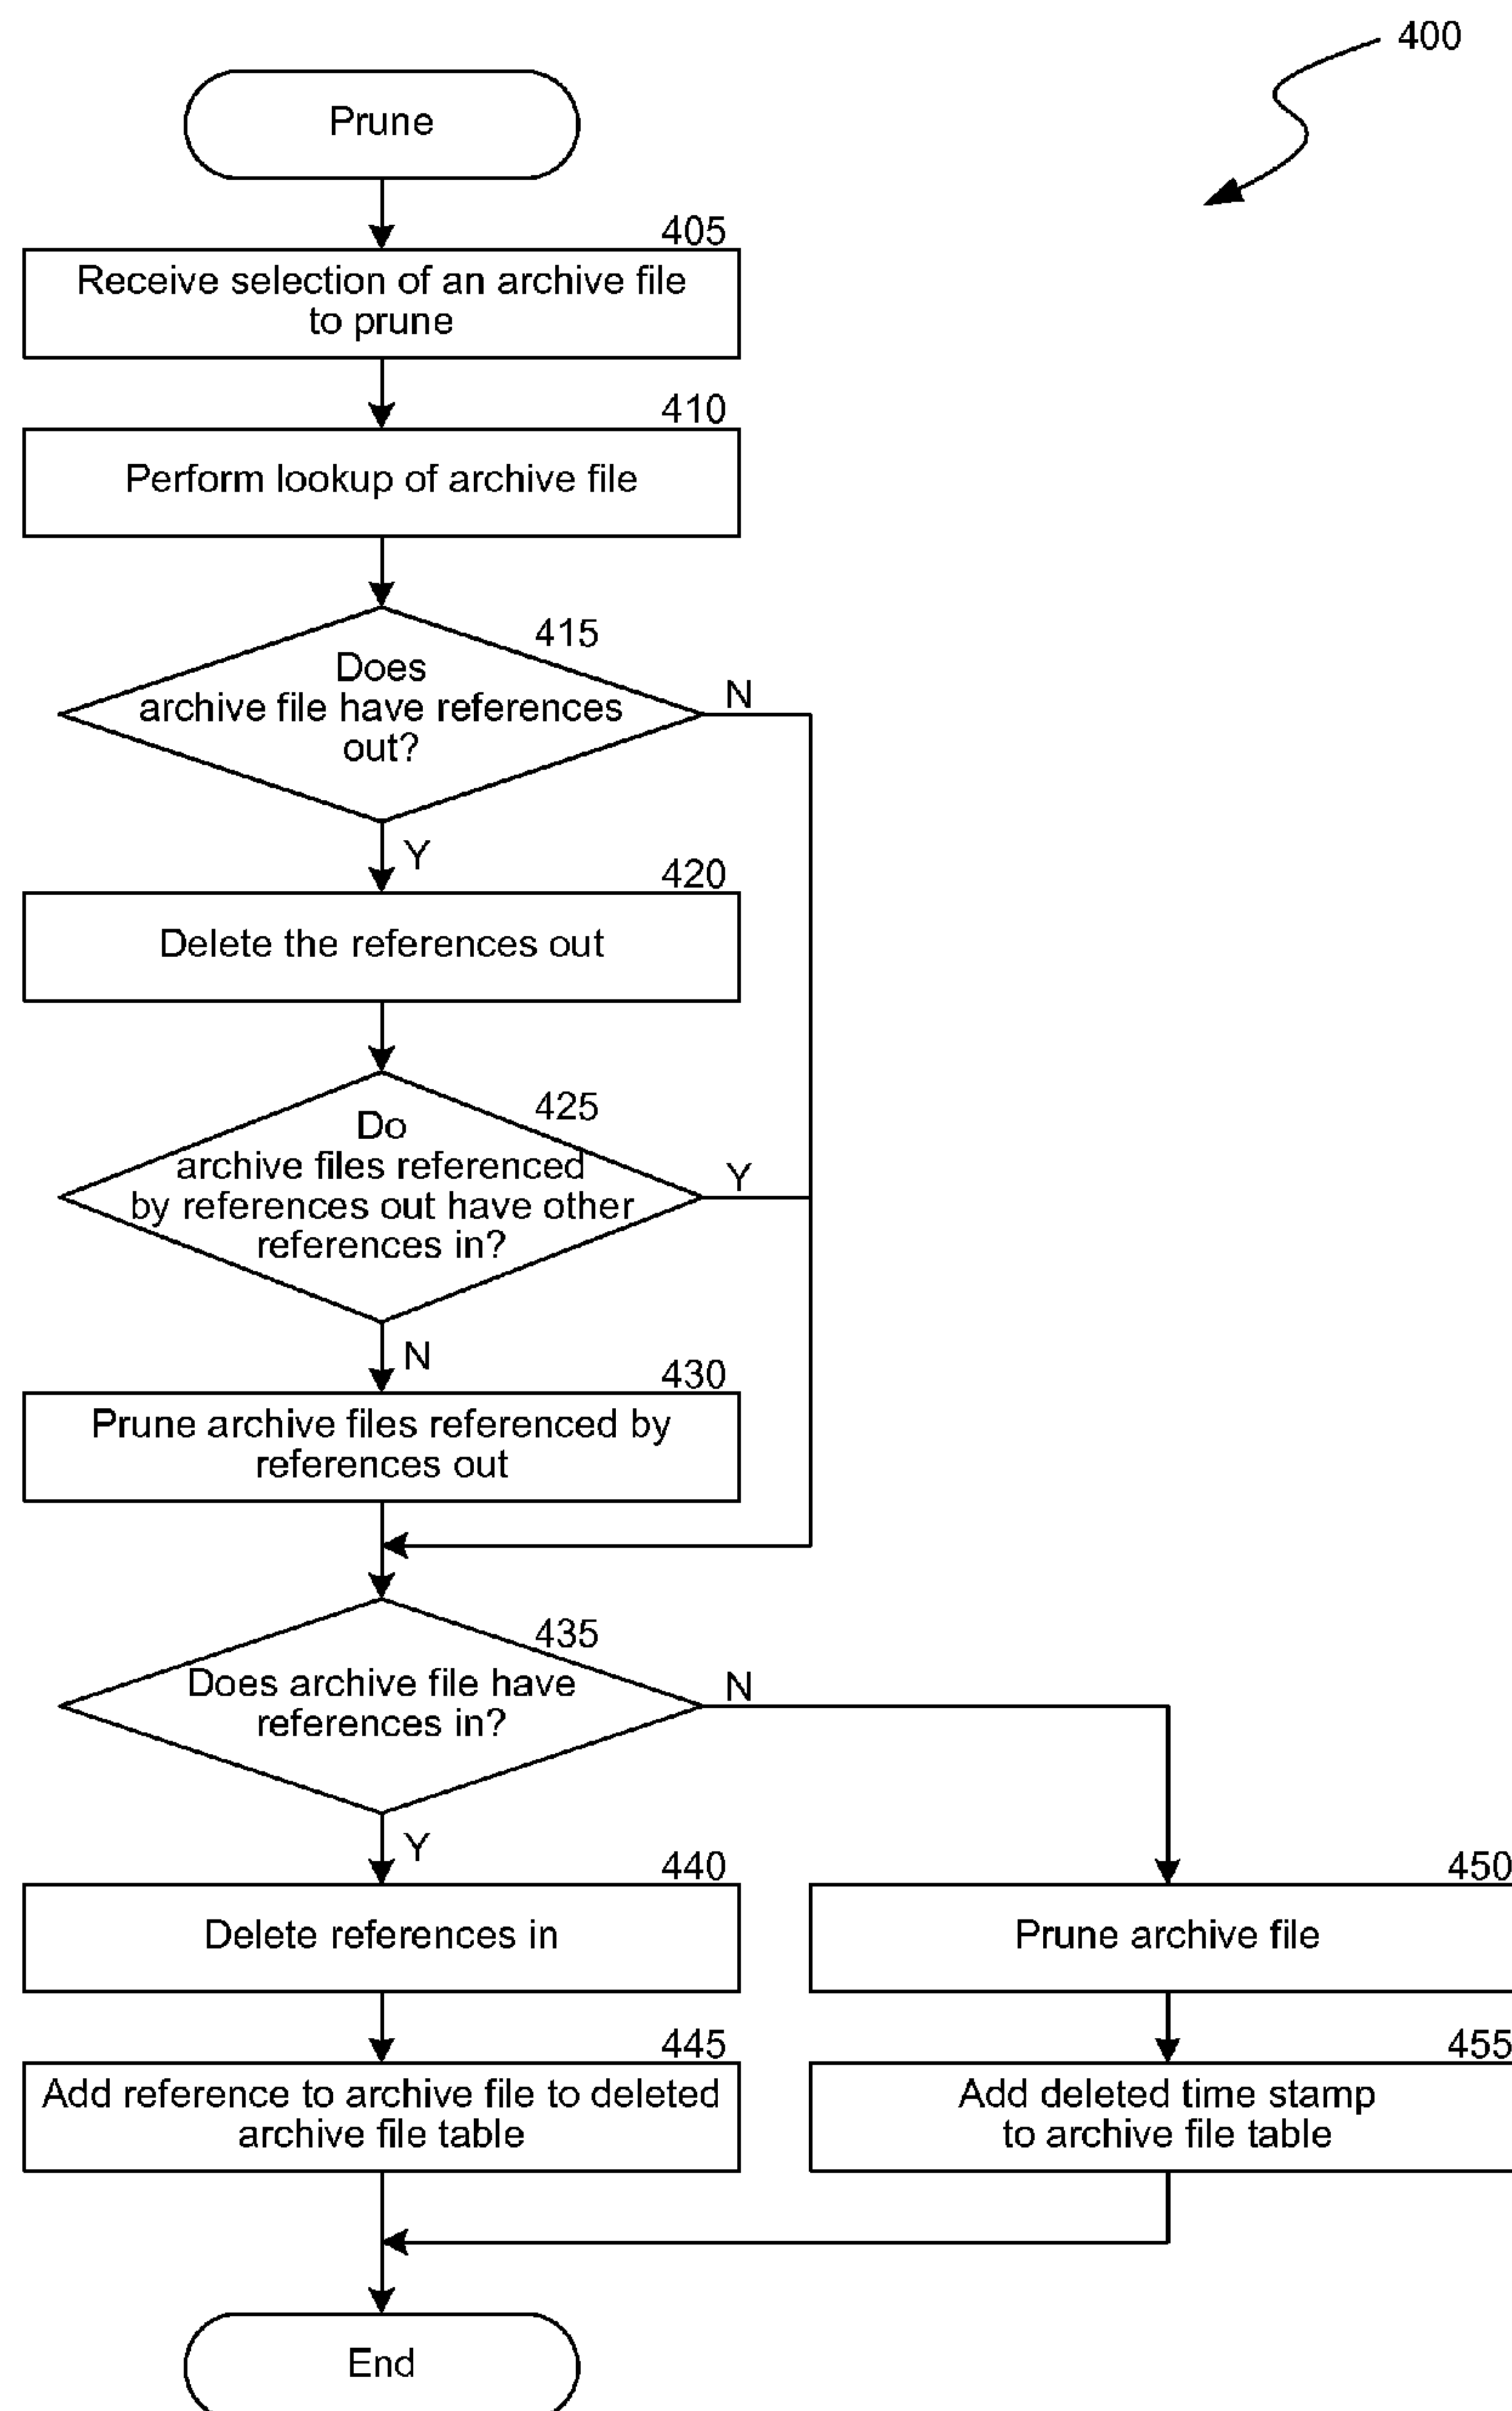 400
Prune
405
Receive selection of an archive file
to prune
410
Perform lookup of archive file
415
Does
archive file have references
out?
N
Y
420
Delete the references out
425
Do
archive files referenced
by references out have other
references in?
Y
N
430
Prune archive files referenced by
references out
435
Does archive file have
references in?
N
Y
440
Delete references in
450
Prune archive file
445
Add reference to archive file to deleted
archive file table
455
Add deleted time stamp
to archive file table
End